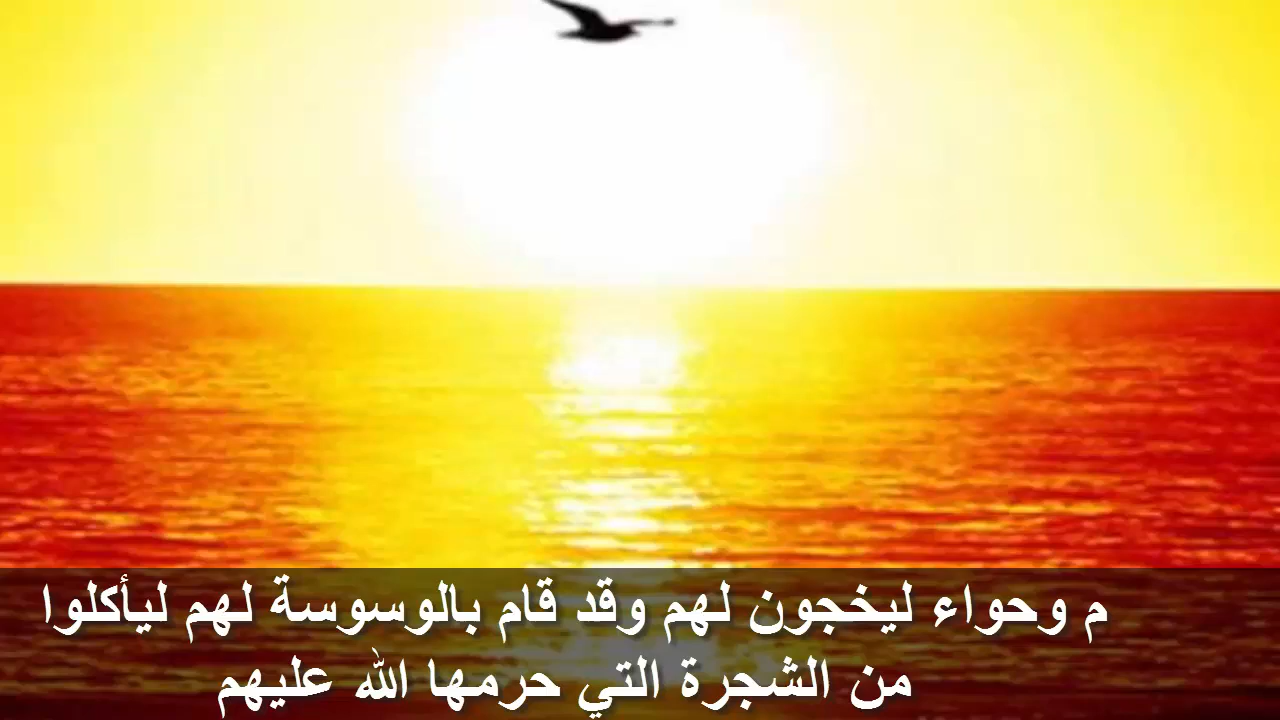 م وحواء ليخجون لهم وقد قام بالوسوسة لهم ليأكلوا
من الشجرة التي حرمها الله عليهم